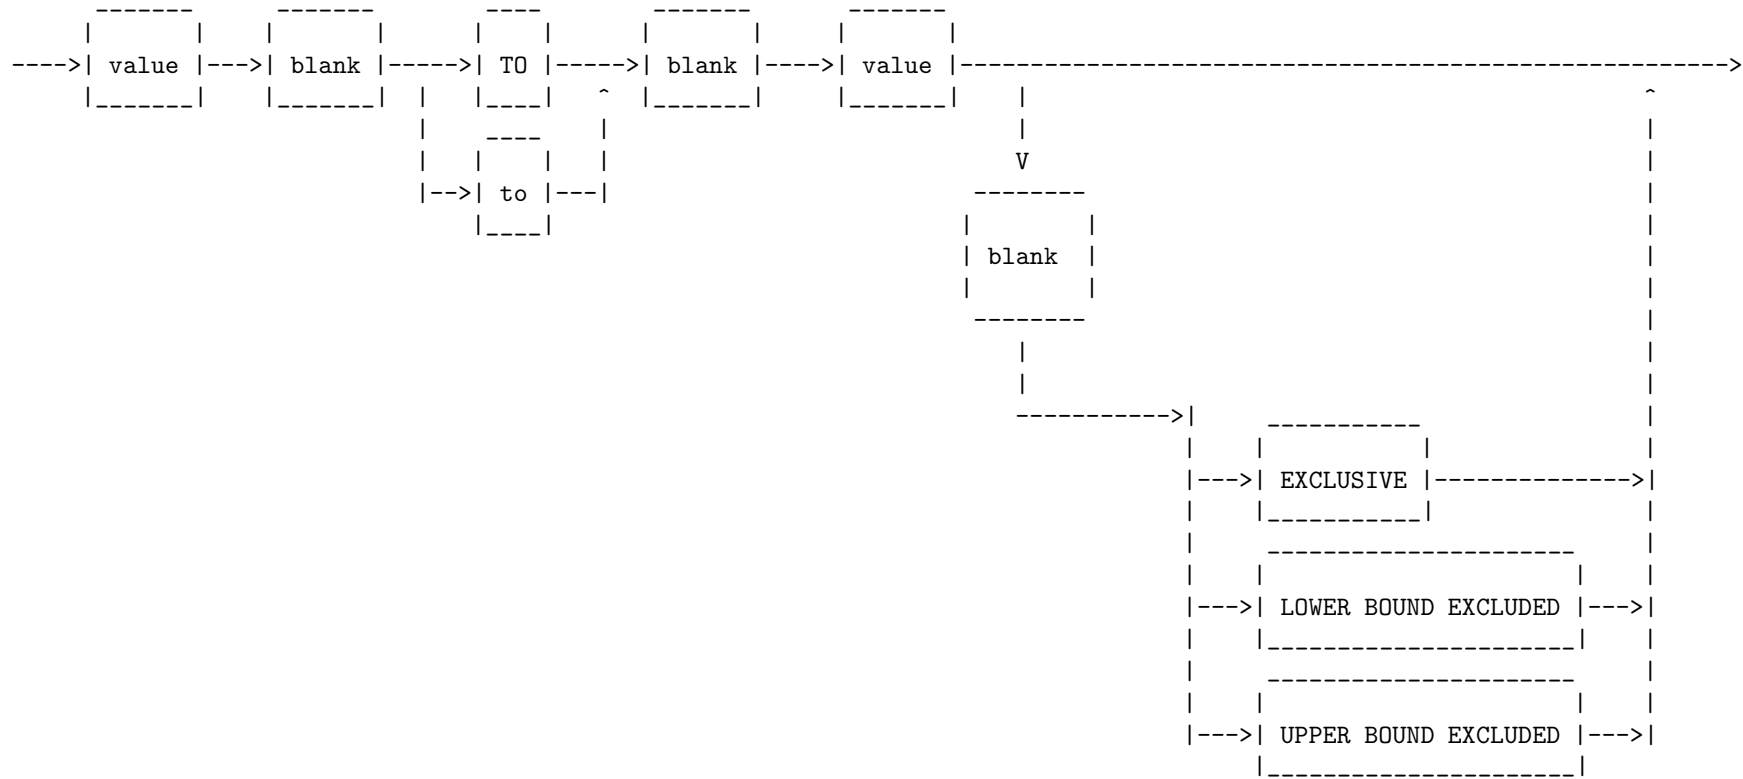 value blank TO blank value
to
blank
EXCLUSIVE
LOWER BOUND EXCLUDED
UPPER BOUND EXCLUDED